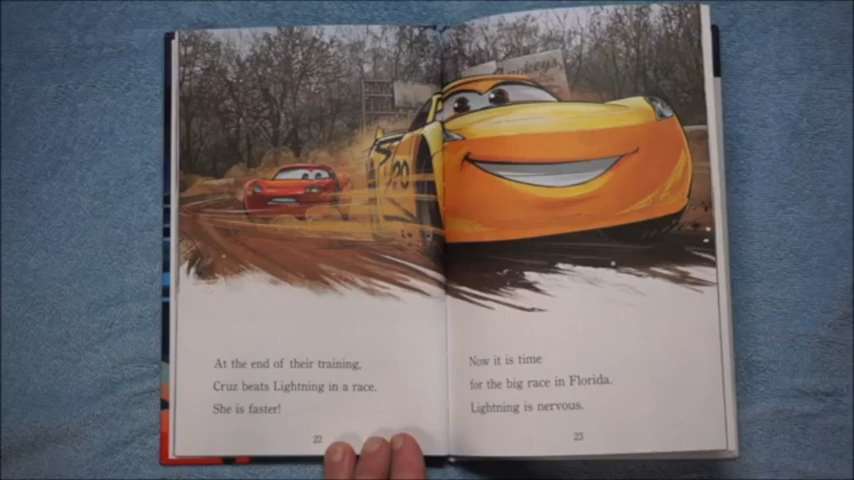 20
At the end of their training,
Cruz beats Lightning in a race.
She is faster!
22
Now it is time
for the big race in Florida.
Lightning is nervous.
23